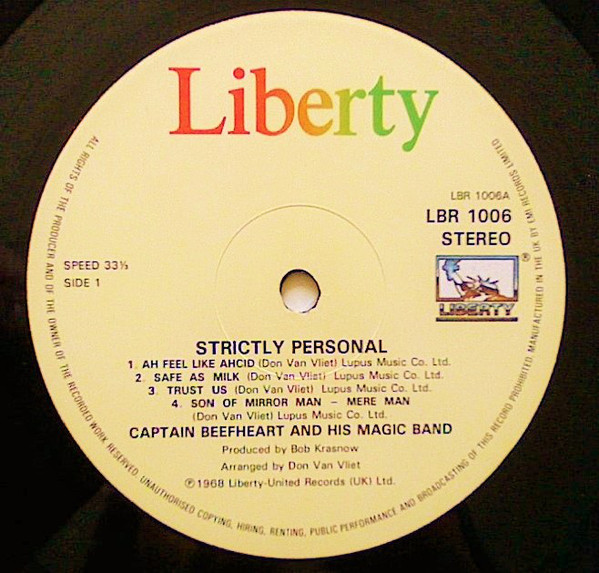 Liberty
LBR 1006A
LBR 1006
STEREO
SPEED 33⅓
SIDE 1
®
LIBERTY
STRICTLY PERSONAL
1. AH FEEL LIKE AHCID (Don Van Vliet) Lupus Music Co. Ltd.
2. SAFE AS MILK (Don Van Vliet) Lupus Music Co. Ltd.
3. TRUST US (Don Van Vliet) Lupus Music Co. Ltd.
4. SON OF MIRROR MAN – MERE MAN
(Don Van Vliet) Lupus Music Co. Ltd.
CAPTAIN BEEFHEART AND HIS MAGIC BAND
Produced by Bob Krasnow
Arranged by Don Van Vliet
℗1968 Liberty-United Records (UK) Ltd.
ALL RIGHTS OF THE PRODUCER AND OF THE OWNER OF THE RECORDED WORK RESERVED. UNAUTHORISED COPYING, HIRING, RENTING, PUBLIC PERFORMANCE AND BROADCASTING OF THIS RECORD PROHIBITED. MANUFACTURED IN THE UK BY EMI RECORDS LIMITED